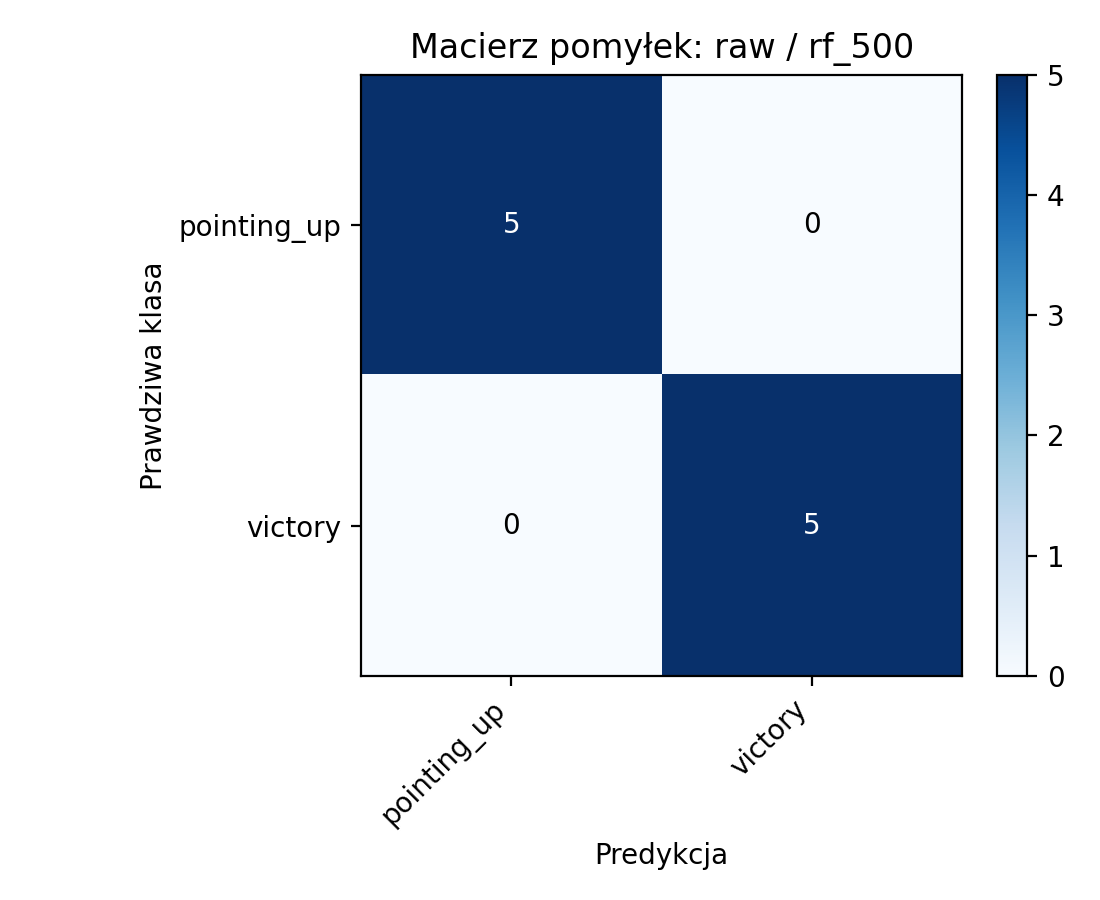 Macierz pomyłek: raw / rf_500
5
4
3
2
1
0
Prawdziwa klasa
pointing_up
5
0
victory
0
5
pointing_up
victory
Predykcja